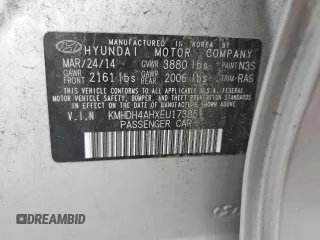 MANUFACTURED IN KOREA BY
HYUNDAI MOTOR COMPANY
MAR/24/14 GVWR 3880 lbs PAINT N3S
GAWR FRONT 2161 lbs GAWR REAR 2006 lbs TRIM RAS
THIS VEHICLE CONFORMS TO ALL APPLICABLE U.S.A. FEDERAL
MOTOR VEHICLE SAFETY, BUMPER, AND THEFT PREVENTION
STANDARDS IN EFFECT ON THE DATE OF MANUFACTURE SHOWN ABOVE.
V.I.N KMHDH4AHXEU17385
PASSENGER CAR
DREAMBID
DREAMBID